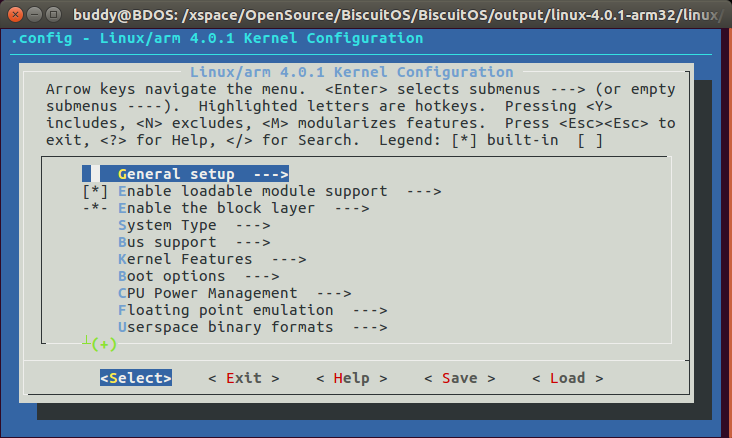 buddy@BDOS: /xspace/OpenSource/BiscuitOS/BiscuitOS/output/linux-4.0.1-arm32/linux/
.config - Linux/arm 4.0.1 Kernel Configuration
Linux/arm 4.0.1 Kernel Configuration
Arrow keys navigate the menu.  <Enter> selects submenus ---> (or empty
submenus ----).  Highlighted letters are hotkeys.  Pressing <Y>
includes, <N> excludes, <M> modularizes features.  Press <Esc><Esc> to
exit, <?> for Help, </> for Search.  Legend: [*] built-in  [ ]
General setup  --->
[*] Enable loadable module support  --->
-*- Enable the block layer  --->
System Type  --->
Bus support  --->
Kernel Features  --->
Boot options  --->
CPU Power Management  --->
Floating point emulation  --->
Userspace binary formats  --->
(+)
<Select>    < Exit >    < Help >    < Save >    < Load >